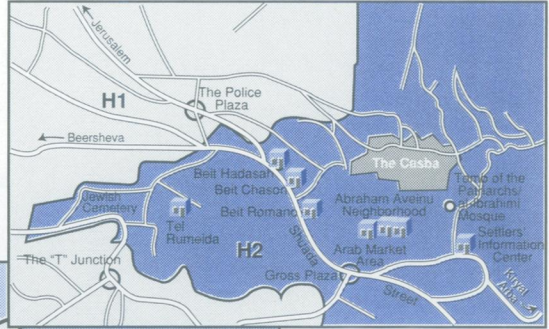 Jerusalem
H1
The Police
Plaza
Beersheva
The Casba
Beit Hadasah
Beit Chason
Tomb of the
Patriarchs/
al-Ibrahimi
Mosque
Jewish
Cemetery
Abraham Aveinu
Neighborhood
Beit Romano
Tel
Rumeida
Settlers'
Information
Center
H2
Shuada
Arab Market
Area
The "T" Junction
Gross Plaza
Street
Kiryat
Arba